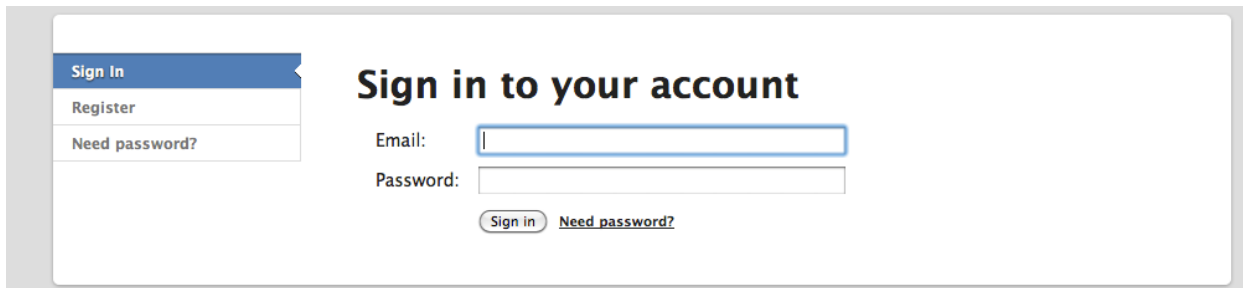 Sign In
Register
Need password?
Sign in to your account
Email:
Password:
Sign in Need password?